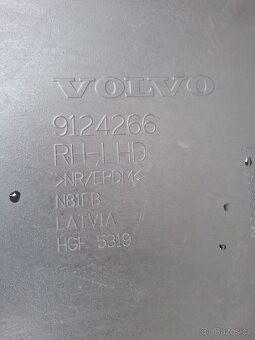 VOLVO
9124266
RH-LHD
>NR/EPDM<
N81FB
LATVIA
HGF 5319